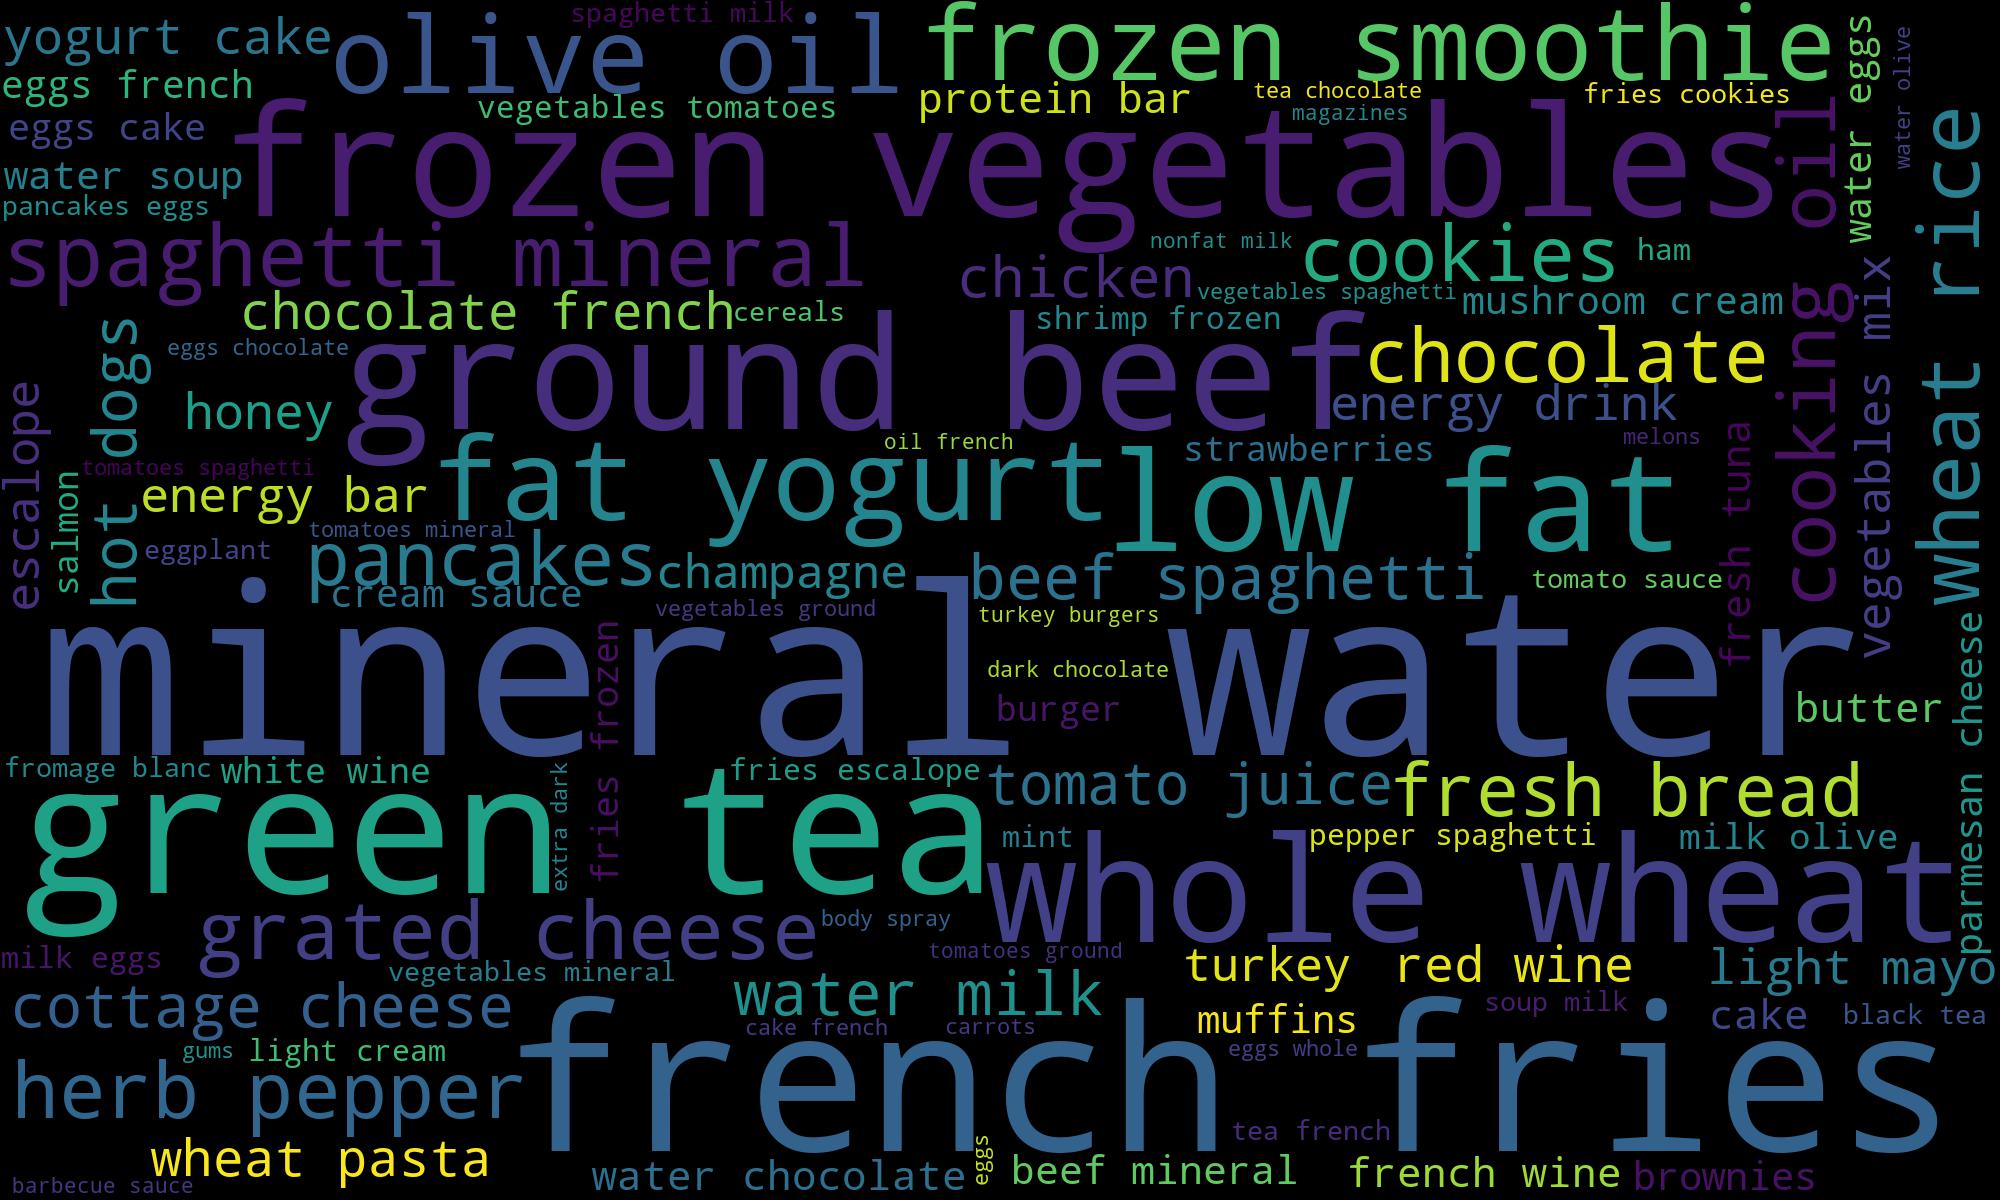 spaghetti milk
yogurt cake
olive oil
frozen smoothie
water eggs
water olive
eggs french
vegetables tomatoes
protein bar
tea chocolate
fries cookies
magazines
eggs cake
frozen vegetables
cooking oil
wheat rice
water soup
pancakes eggs
spaghetti mineral
nonfat milk
cookies
ham
chicken
vegetables spaghetti
mushroom cream
vegetables mix
chocolate french
cereals
shrimp frozen
hot dogs
eggs chocolate
ground beef
chocolate
escalope
honey
energy drink
oil french
strawberries
melons
fresh tuna
tomatoes spaghetti
salmon
energy bar
fat yogurt
low fat
tomatoes mineral
eggplant
pancakes
champagne
beef spaghetti
tomato sauce
cream sauce
vegetables ground
turkey burgers
mineral water
dark chocolate
burger
butter
parmesan cheese
fries frozen
fromage blanc
white wine
extra dark
fries escalope
tomato juice
fresh bread
green tea
mint
pepper spaghetti
milk olive
whole wheat
grated cheese
body spray
milk eggs
tomatoes ground
vegetables mineral
turkey
red wine
light mayo
cottage cheese
water milk
soup milk
muffins
cake french
carrots
cake
black tea
gums
light cream
eggs whole
french fries
herb pepper
tea french
wheat pasta
eggs
water chocolate
beef mineral
french wine
brownies
barbecue sauce